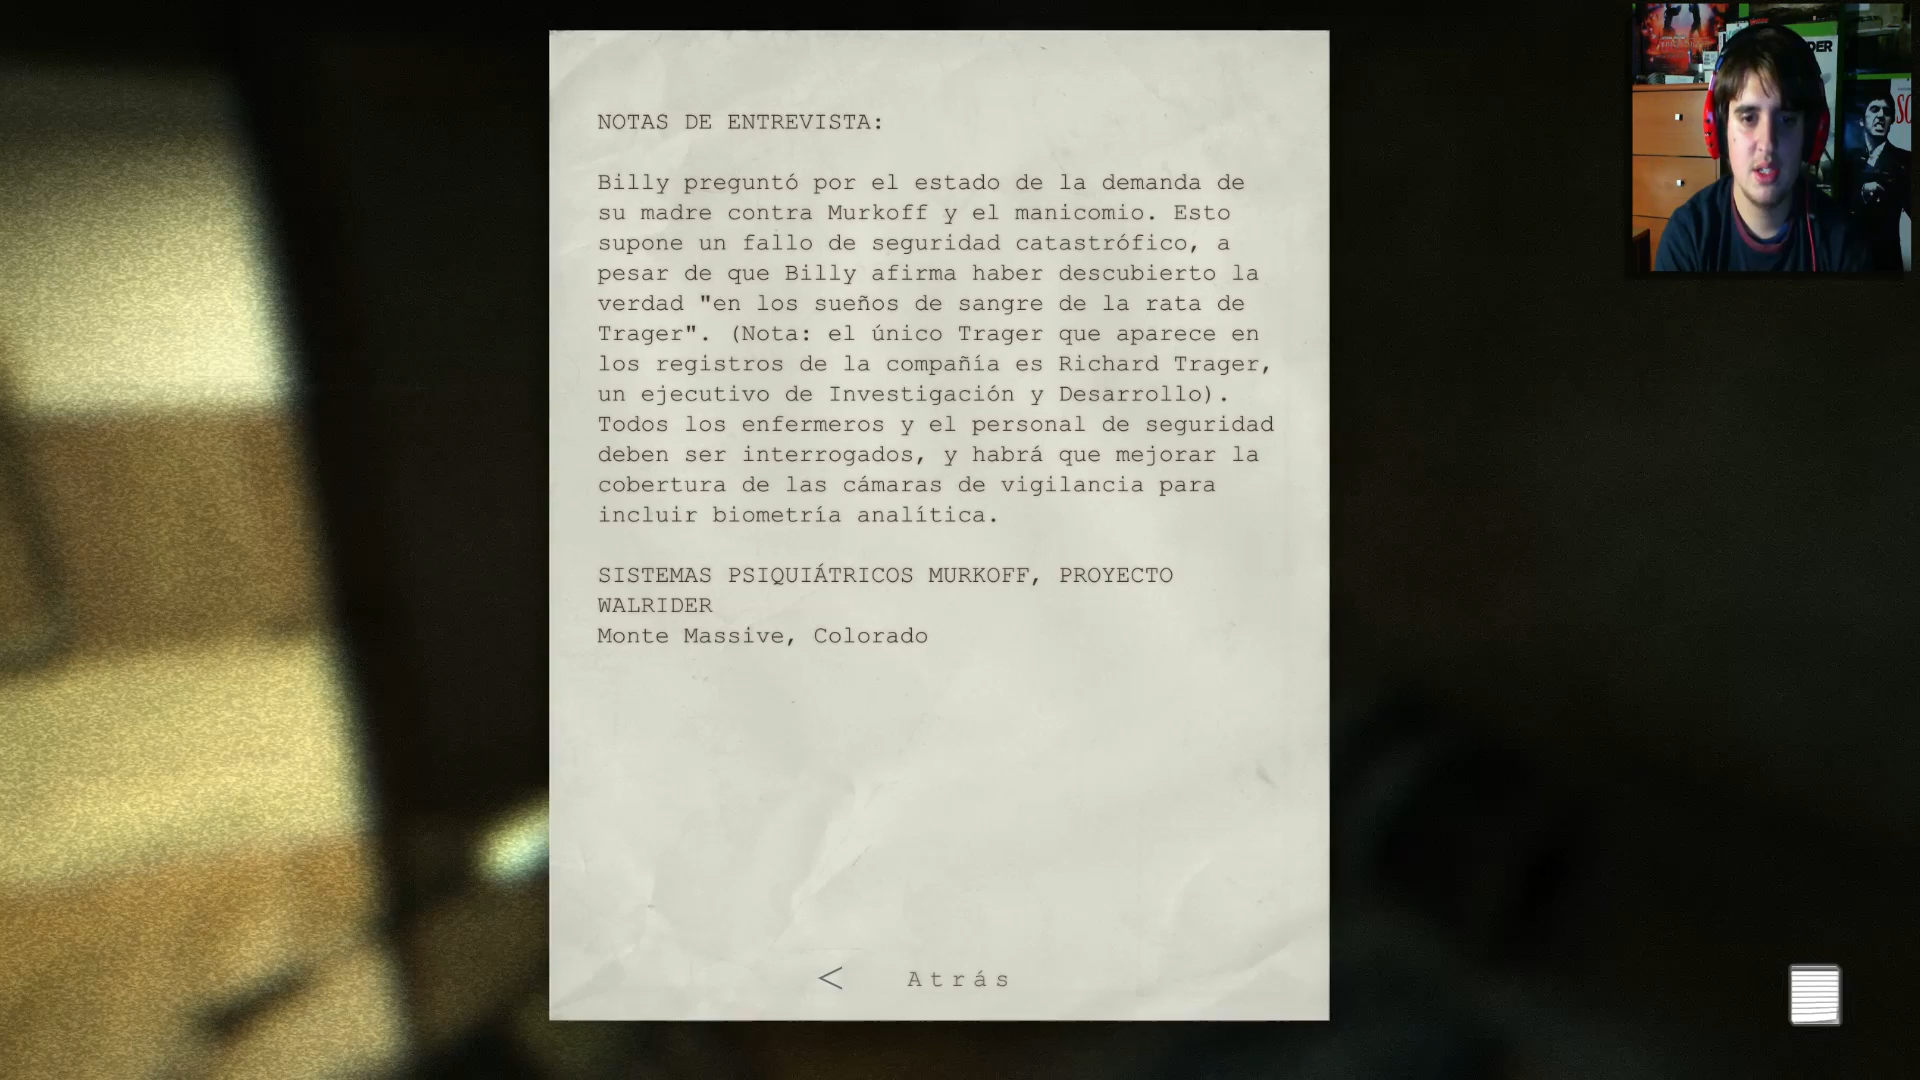 NOTAS DE ENTREVISTA:
Billy preguntó por el estado de la demanda de
su madre contra Murkoff y el manicomio. Esto
supone un fallo de seguridad catastrófico, a
pesar de que Billy afirma haber descubierto la
verdad "en los sueños de sangre de la rata de
Trager". (Nota: el único Trager que aparece en
los registros de la compañía es Richard Trager,
un ejecutivo de Investigación y Desarrollo).
Todos los enfermeros y el personal de seguridad
deben ser interrogados, y habrá que mejorar la
cobertura de las cámaras de vigilancia para
incluir biometría analítica.
SISTEMAS PSIQUIÁTRICOS MURKOFF, PROYECTO
WALRIDER
Monte Massive, Colorado
< Atrás